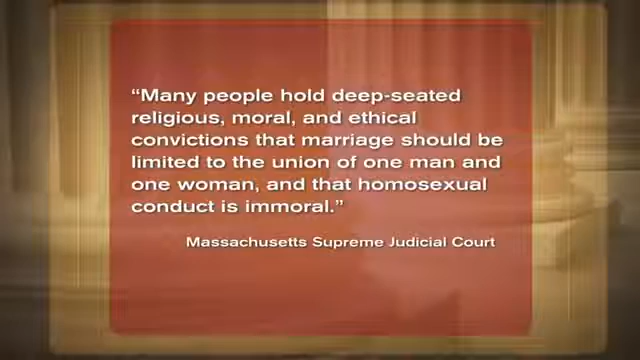 “Many people hold deep-seated
religious, moral, and ethical
convictions that marriage should be
limited to the union of one man and
one woman, and that homosexual
conduct is immoral.”
Massachusetts Supreme Judicial Court